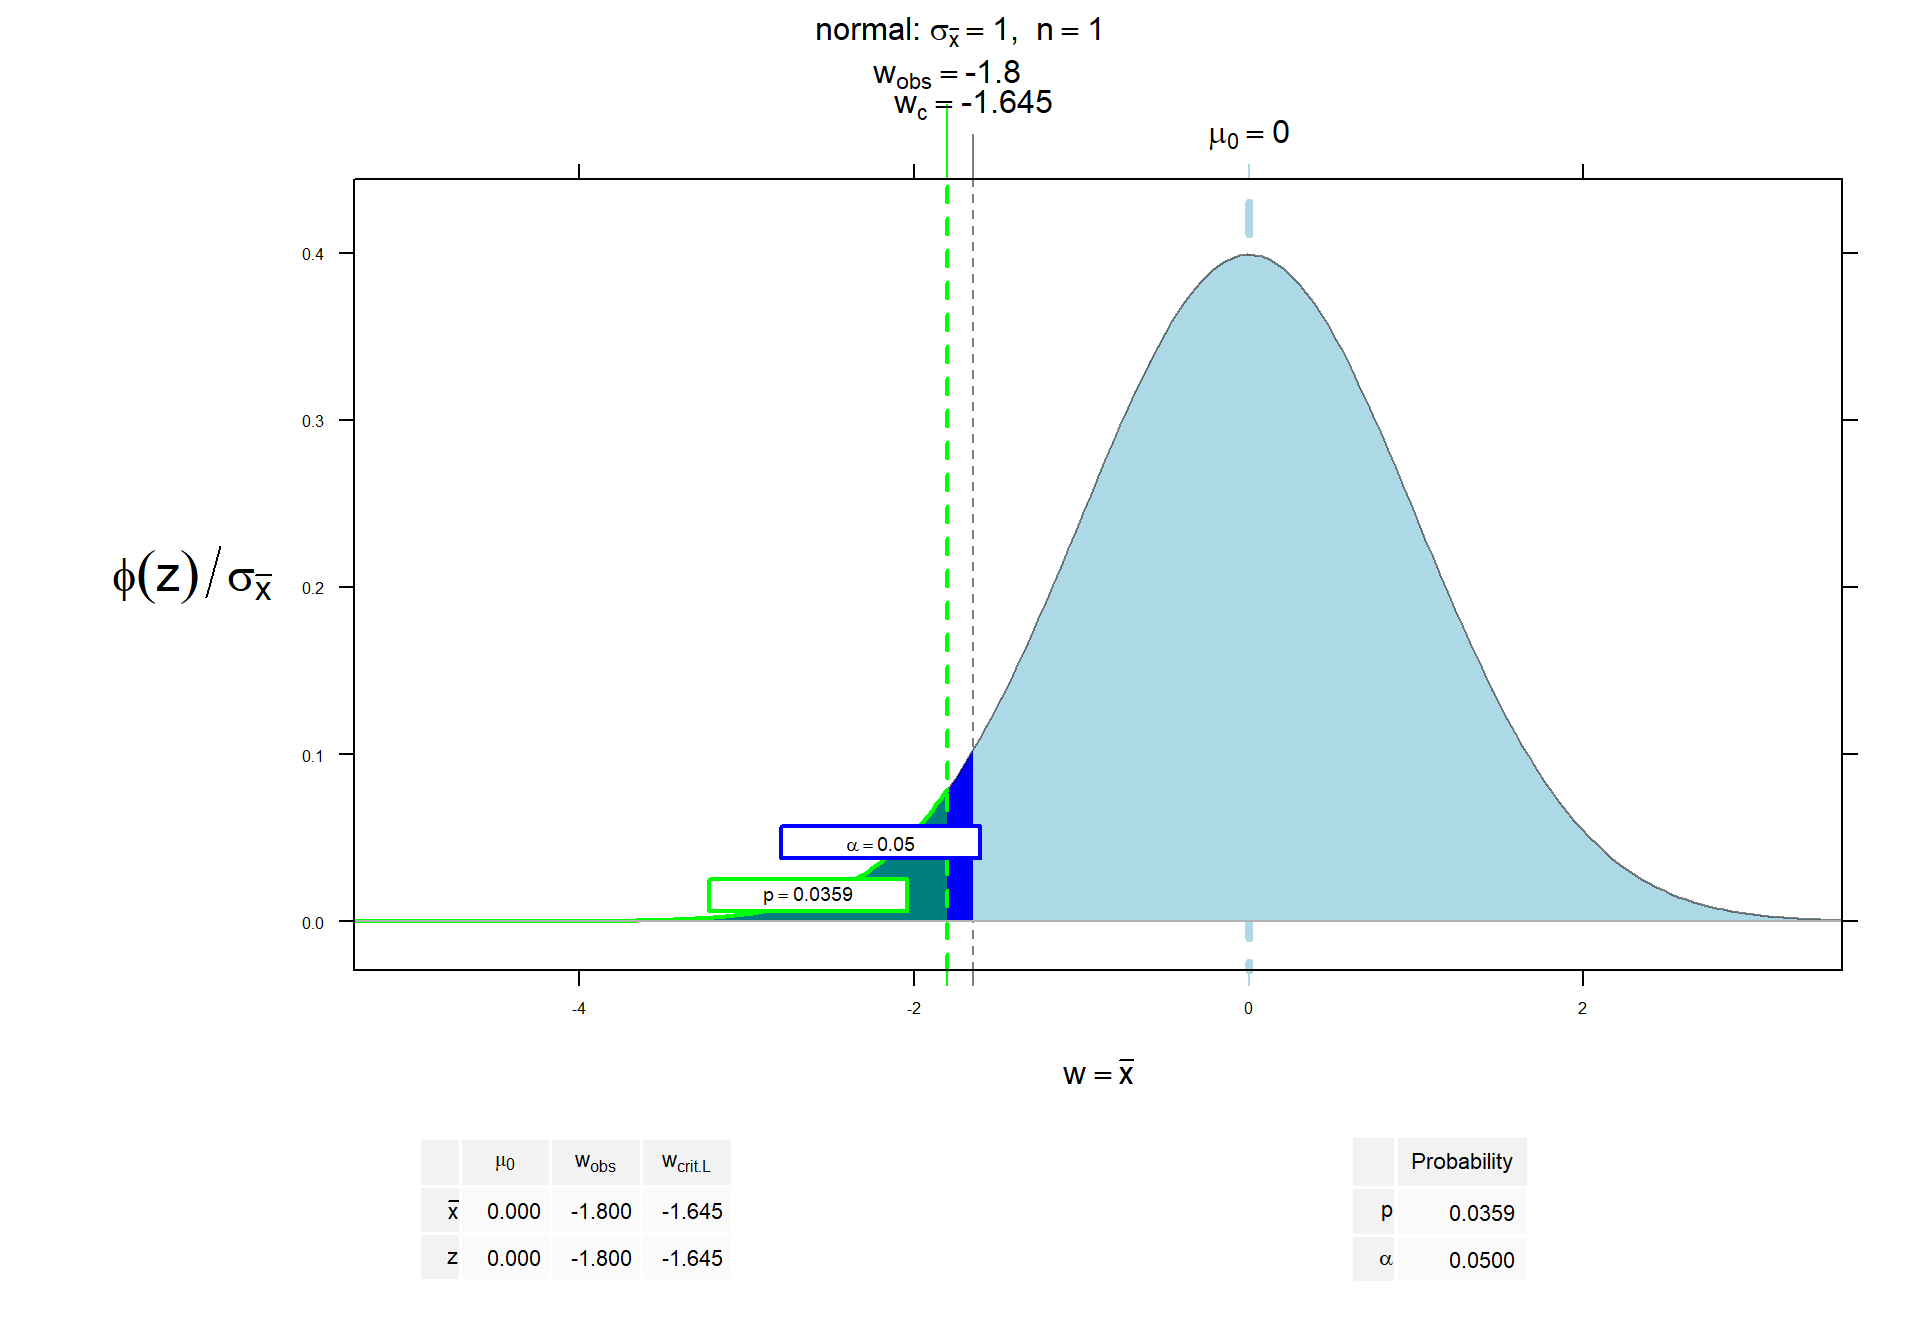 normal: σx̅ = 1, n = 1
wobs = -1.8
wc = -1.645
μ0 = 0
0.4
0.3
ϕ(z)/σx̅
0.2
0.1
α = 0.05
p = 0.0359
0.0
-4 -2 0 2
w = x̅
μ0 wobs wcrit.L
x̅ 0.000 -1.800 -1.645
z 0.000 -1.800 -1.645
Probability
p 0.0359
α 0.0500